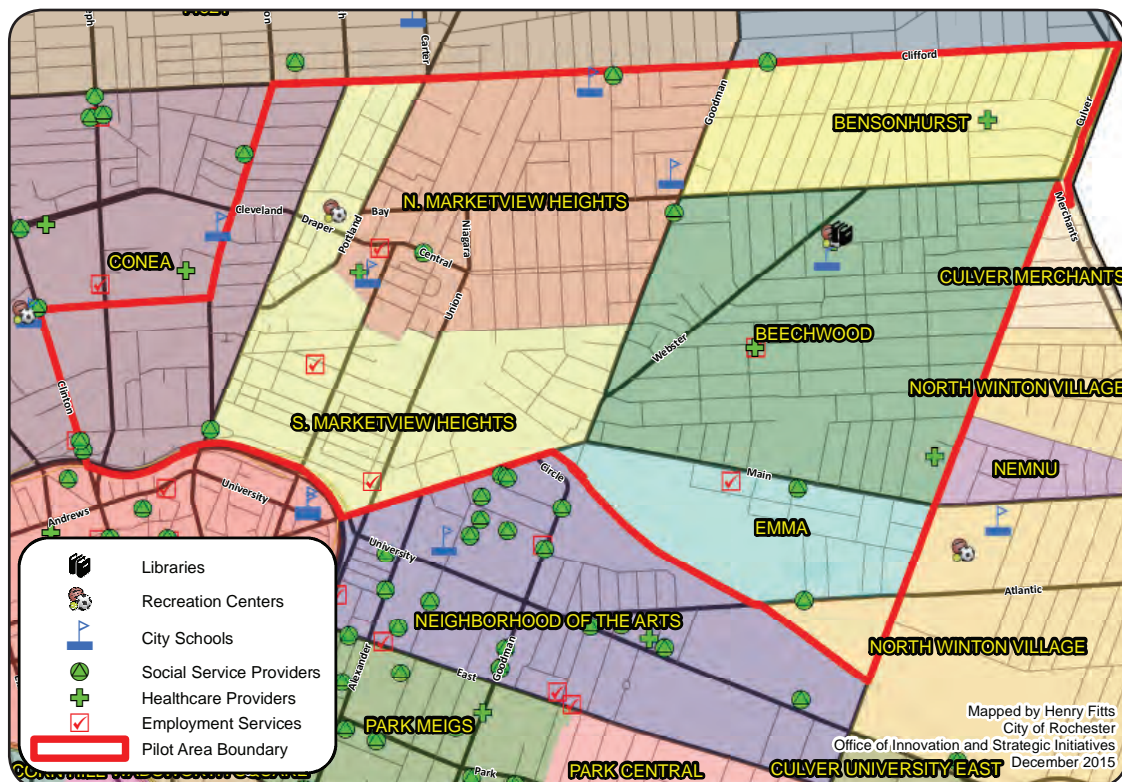 Joseph
Carter
Clifford
Goodman
Culver
BENSONHURST
N. MARKETVIEW HEIGHTS
Cleveland
Draper
Bay
Portland
Niagara
Central
Union
Merchants
CONEA
CULVER MERCHANTS
BEECHWOOD
Webster
NORTH WINTON VILLAGE
Clinton
S. MARKETVIEW HEIGHTS
NEMNU
Circle
Main
University
Andrews
EMMA
University
Atlantic
NEIGHBORHOOD OF THE ARTS
NORTH WINTON VILLAGE
Alexander
East
Goodman
PARK MEIGS
Park
PARK CENTRAL
CULVER UNIVERSITY EAST
Libraries
Recreation Centers
City Schools
Social Service Providers
Healthcare Providers
Employment Services
Pilot Area Boundary
Mapped by Henry Fitts
City of Rochester
Office of Innovation and Strategic Initiatives
December 2015